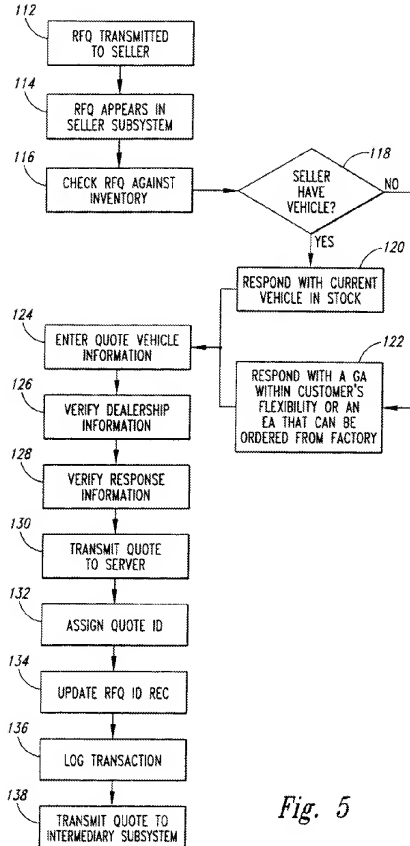 112
RFQ TRANSMITTED
TO SELLER
114
RFQ APPEARS IN
SELLER SUBSYSTEM
116
CHECK RFQ AGAINST
INVENTORY
118
SELLER
HAVE
VEHICLE?
NO
YES
120
RESPOND WITH CURRENT
VEHICLE IN STOCK
122
RESPOND WITH A GA
WITHIN CUSTOMER'S
FLEXIBILITY OR AN
EA THAT CAN BE
ORDERED FROM FACTORY
124
ENTER QUOTE VEHICLE
INFORMATION
126
VERIFY DEALERSHIP
INFORMATION
128
VERIFY RESPONSE
INFORMATION
130
TRANSMIT QUOTE
TO SERVER
132
ASSIGN QUOTE ID
134
UPDATE RFQ ID REC
136
LOG TRANSACTION
138
TRANSMIT QUOTE TO
INTERMEDIARY SUBSYSTEM
Fig. 5